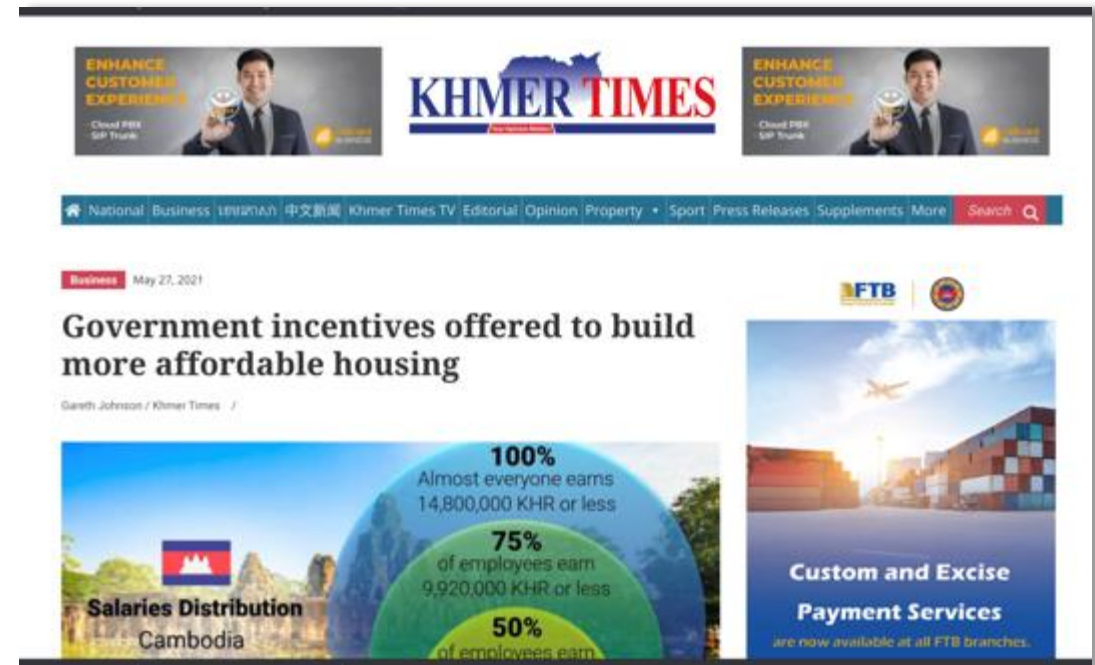 ENHANCE
CUSTOMER
EXPERIENCE
- Cloud PBX
- SIP Trunk
BUSINESS
KHMER TIMES
ENHANCE
CUSTOMER
EXPERIENCE
- Cloud PBX
- SIP Trunk
BUSINESS
National Business 中文新闻 Khmer Times TV Editorial Opinion Property Sport Press Releases Supplements More Search
Business May 27, 2021
Government incentives offered to build
more affordable housing
Gareth Johnson / Khmer Times /
100%
Almost everyone earns
14,800,000 KHR or less
75%
of employees earn
9,920,000 KHR or less
50%
of employees earn
Salaries Distribution
Cambodia
FTB
Custom and Excise
Payment Services
are now available at all FTB branches.